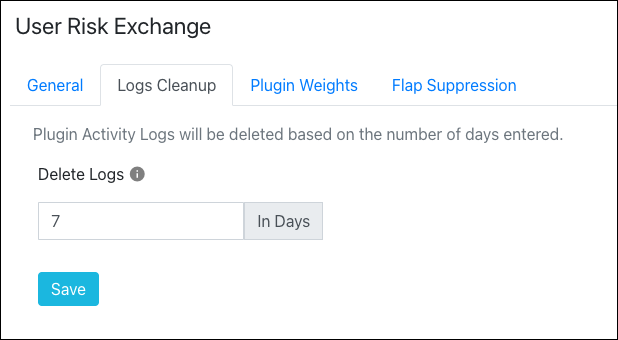 User Risk Exchange
General Logs Cleanup Plugin Weights Flap Suppression
Plugin Activity Logs will be deleted based on the number of days entered.
Delete Logs
7 In Days
Save